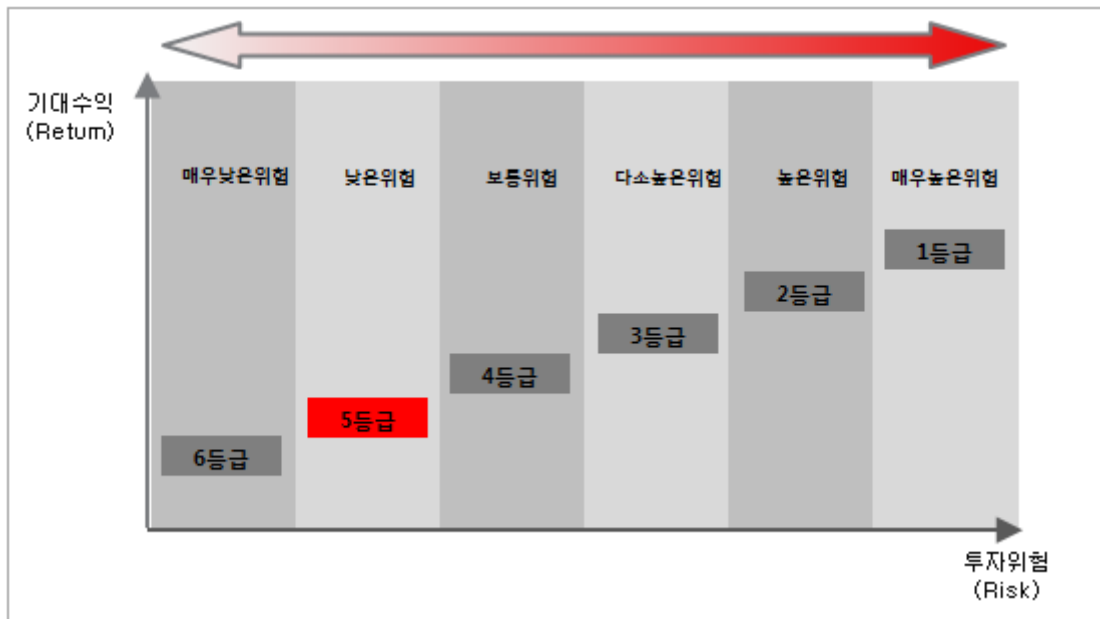 기대수익
(Retum)
매우낮은위험
낮은위험
보통위험
다소높은위험
높은위험
매우높은위험
1등급
2등급
3등급
4등급
5등급
6등급
투자위험
(Risk)